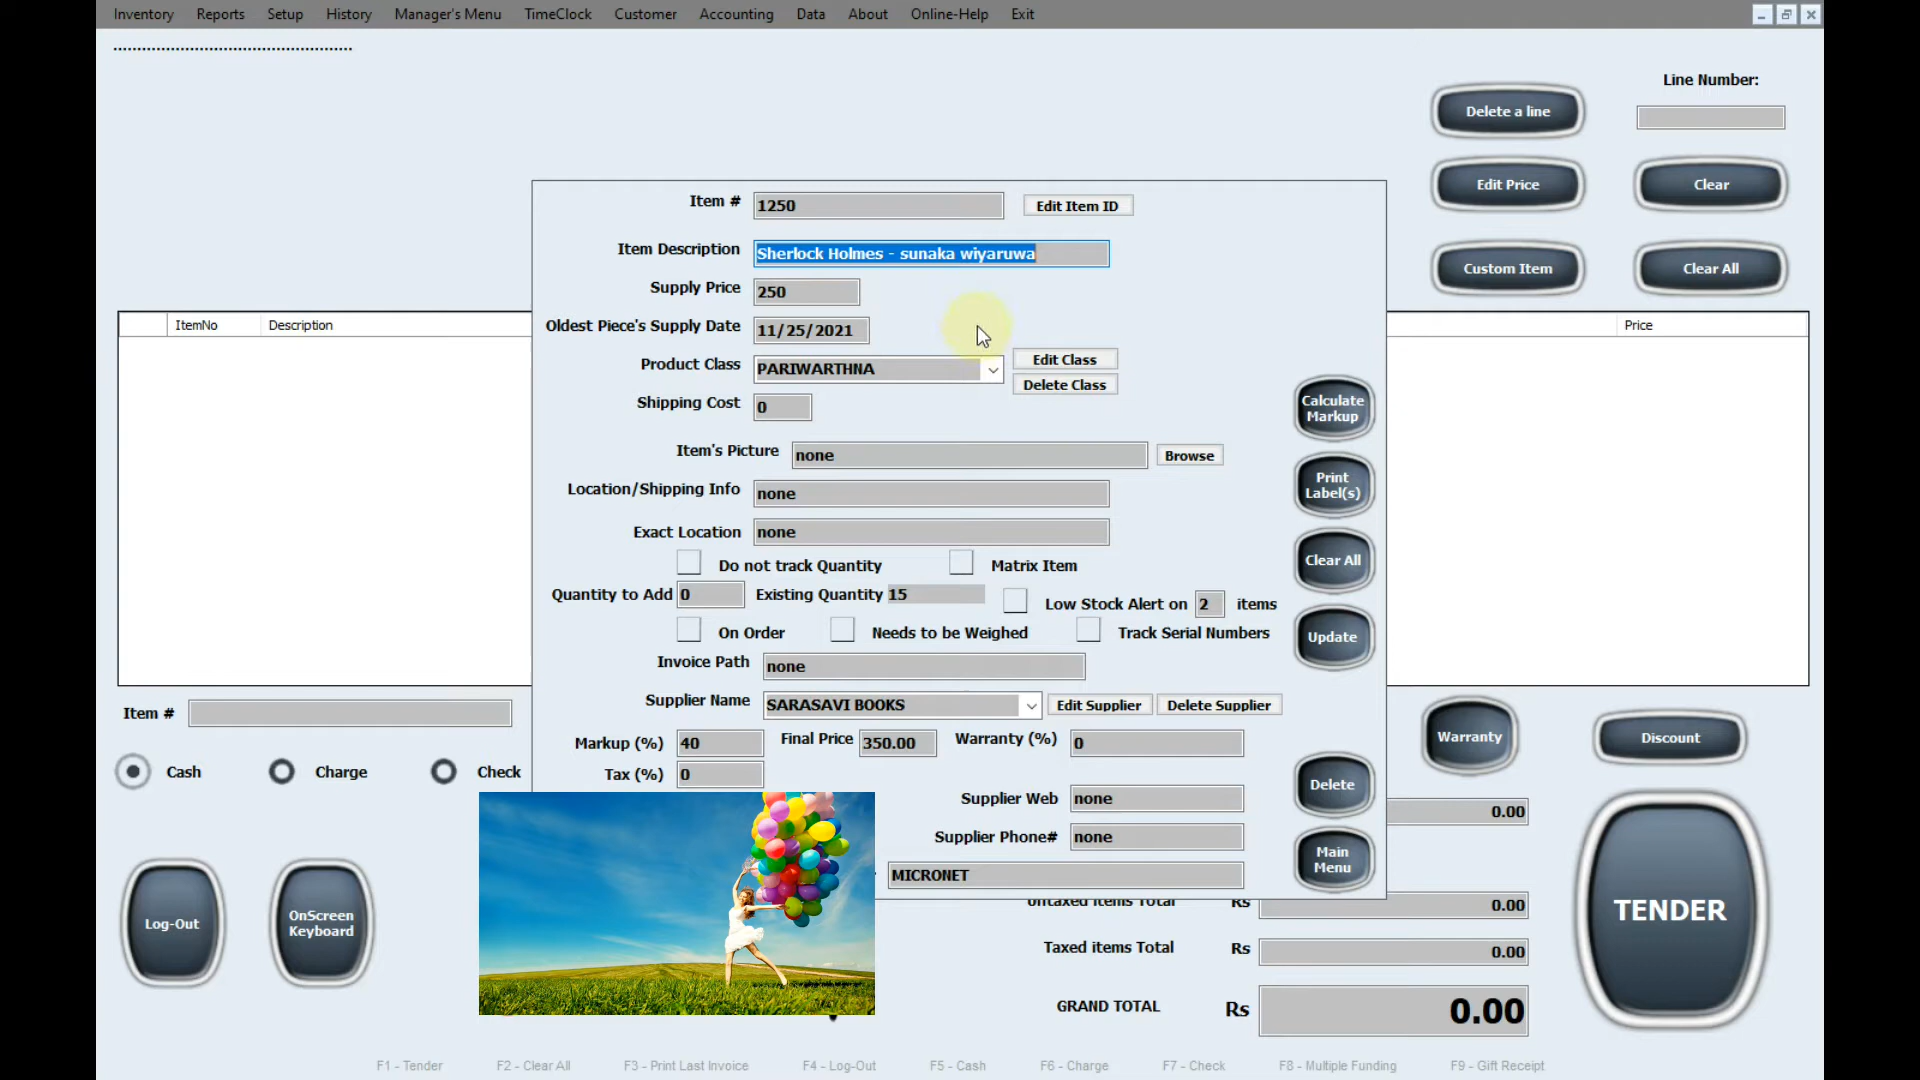 Inventory Reports Setup History Manager's Menu TimeClock Customer Accounting Data About Online-Help Exit
Line Number:
Delete a line
Edit Price
Clear
Custom Item
Clear All
Item # 1250 Edit Item ID
Item Description Sherlock Holmes - sunaka wiyaruwa
Supply Price 250
Oldest Piece's Supply Date 11/25/2021
Product Class PARIWARTHNA Edit Class
Delete Class
Shipping Cost 0
Item's Picture none Browse
Location/Shipping Info none
Exact Location none
Do not track Quantity Matrix Item
Quantity to Add 0 Existing Quantity 15 Low Stock Alert on 2 items
On Order Needs to be Weighed Track Serial Numbers
Invoice Path none
Supplier Name SARASAVI BOOKS Edit Supplier Delete Supplier
Markup (%) 40 Final Price 350.00 Warranty (%) 0
Tax (%) 0
Supplier Web none
Supplier Phone# none
MICRONET
Calculate
Markup
Print
Label(s)
Clear All
Update
Delete
Main
Menu
ItemNo Description
Price
Item #
Cash Charge Check
Warranty
Discount
0.00
Log-Out
OnScreen
Keyboard
Untaxed items Total Rs 0.00
Taxed items Total Rs 0.00
GRAND TOTAL Rs 0.00
TENDER
F1 - Tender F2 - Clear All F3 - Print Last Invoice F4 - Log-Out F5 - Cash F6 - Charge F7 - Check F8 - Multiple Funding F9 - Gift Receipt